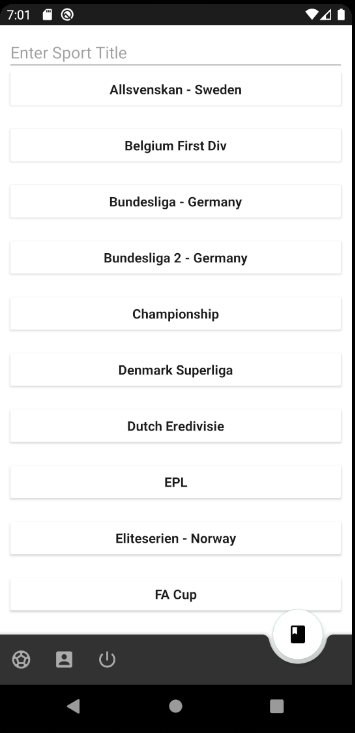 7:01
Enter Sport Title
Allsvenskan - Sweden
Belgium First Div
Bundesliga - Germany
Bundesliga 2 - Germany
Championship
Denmark Superliga
Dutch Eredivisie
EPL
Eliteserien - Norway
FA Cup